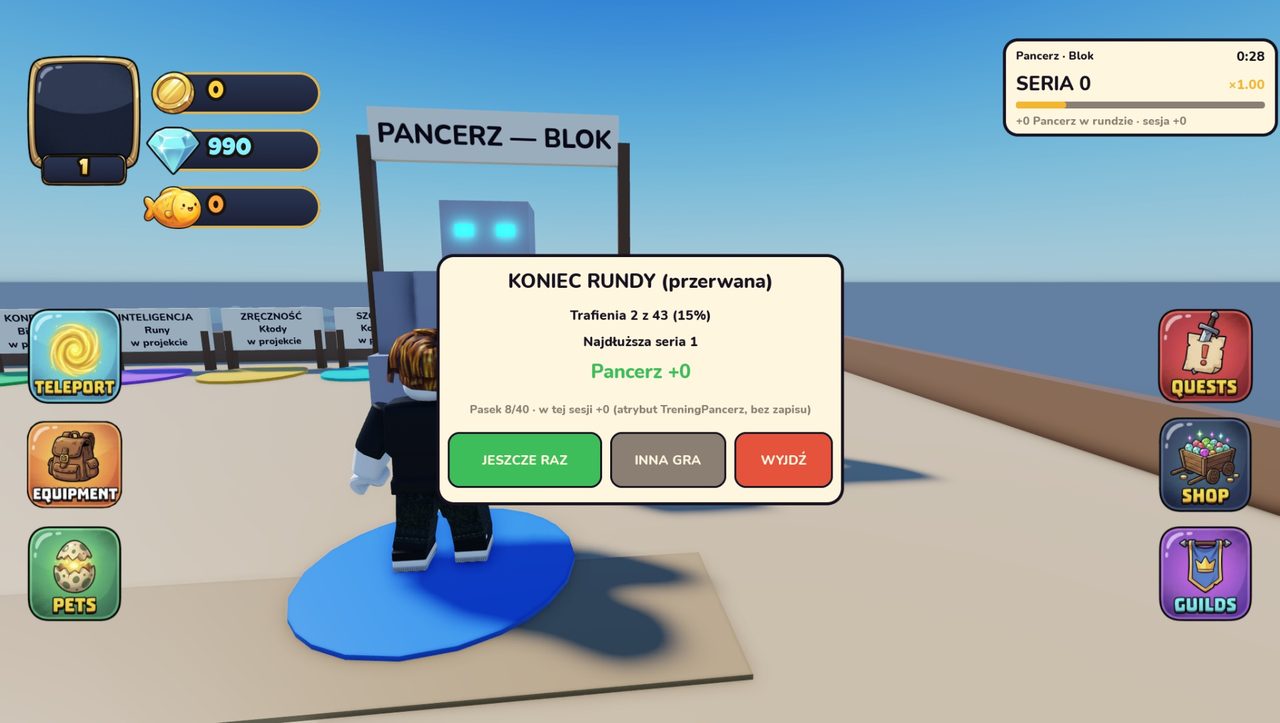 0
990
0
1
Pancerz · Blok
0:28
SERIA 0
×1.00
+0 Pancerz w rundzie · sesja +0
PANCERZ — BLOK
INTELIGENCJA
Runy
w projekcie
ZRĘCZNOŚĆ
Kłody
w projekcie
TELEPORT
EQUIPMENT
PETS
KONIEC RUNDY (przerwana)
Trafienia 2 z 43 (15%)
Najdłuższa seria 1
Pancerz +0
Pasek 8/40 · w tej sesji +0 (atrybut TreningPancerz, bez zapisu)
JESZCZE RAZ
INNA GRA
WYJDŹ
QUESTS
SHOP
GUILDS